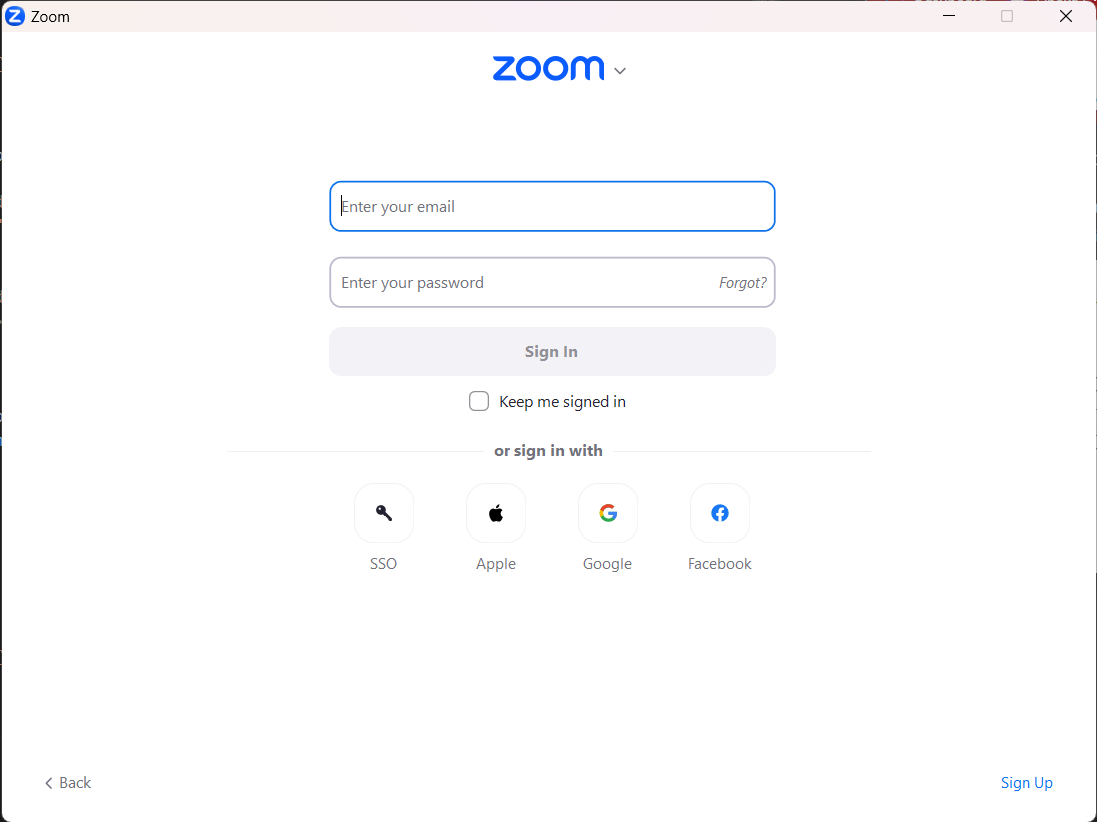 Zoom
zoom
Enter your email
Enter your password
Forgot?
Sign In
Keep me signed in
or sign in with
SSO
Apple
Google
Facebook
Back
Sign Up